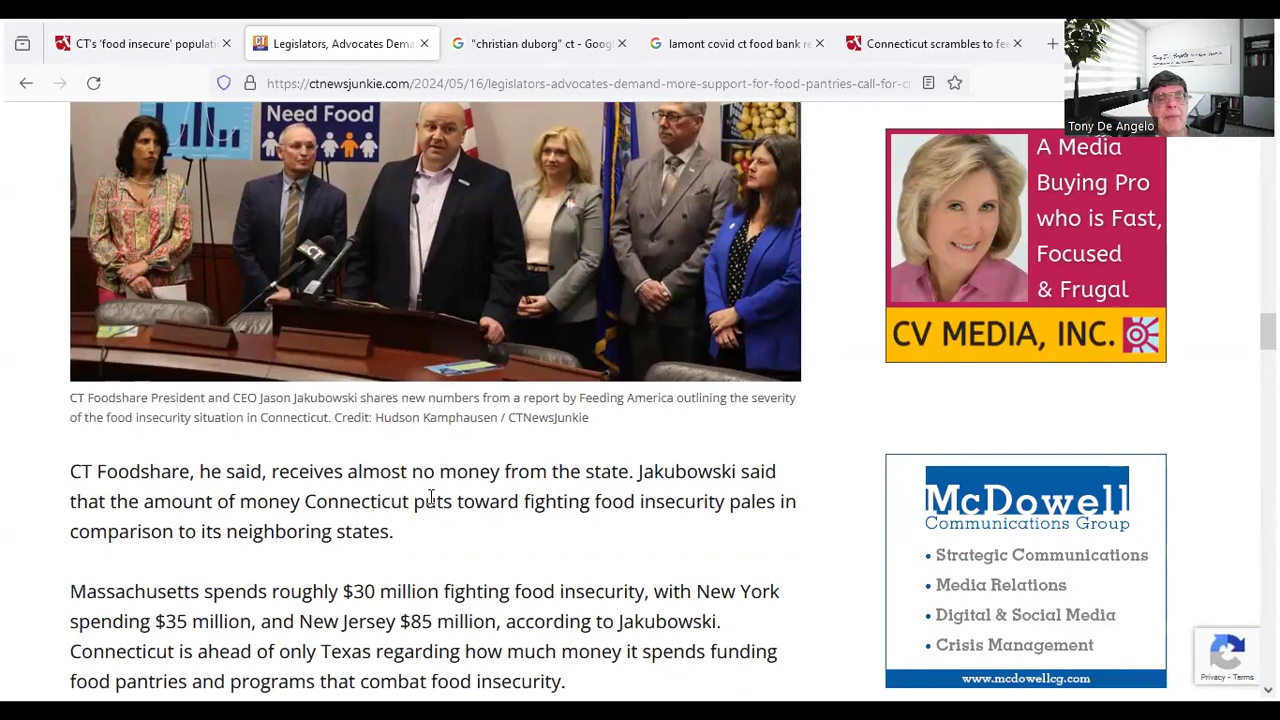 CT's 'food insecure' populati
Legislators, Advocates Dema
"christian duborg" ct - Googl
lamont covid ct food bank re
Connecticut scrambles to fe
https://ctnewsjunkie.com/2024/05/16/legislators-advocates-demand-more-support-for-food-pantries-call-for-c
Tony De Angelo
Need Food
A Media
Buying Pro
who is Fast,
Focused
& Frugal
CV MEDIA, INC.
CT Foodshare President and CEO Jason Jakubowski shares new numbers from a report by Feeding America outlining the severity
of the food insecurity situation in Connecticut. Credit: Hudson Kamphausen / CTNewsJunkie
CT Foodshare, he said, receives almost no money from the state. Jakubowski said
that the amount of money Connecticut puts toward fighting food insecurity pales in
comparison to its neighboring states.
Massachusetts spends roughly $30 million fighting food insecurity, with New York
spending $35 million, and New Jersey $85 million, according to Jakubowski.
Connecticut is ahead of only Texas regarding how much money it spends funding
food pantries and programs that combat food insecurity.
McDowell
Communications Group
• Strategic Communications
• Media Relations
• Digital & Social Media
• Crisis Management
www.mcdowellcg.com
Privacy - Terms